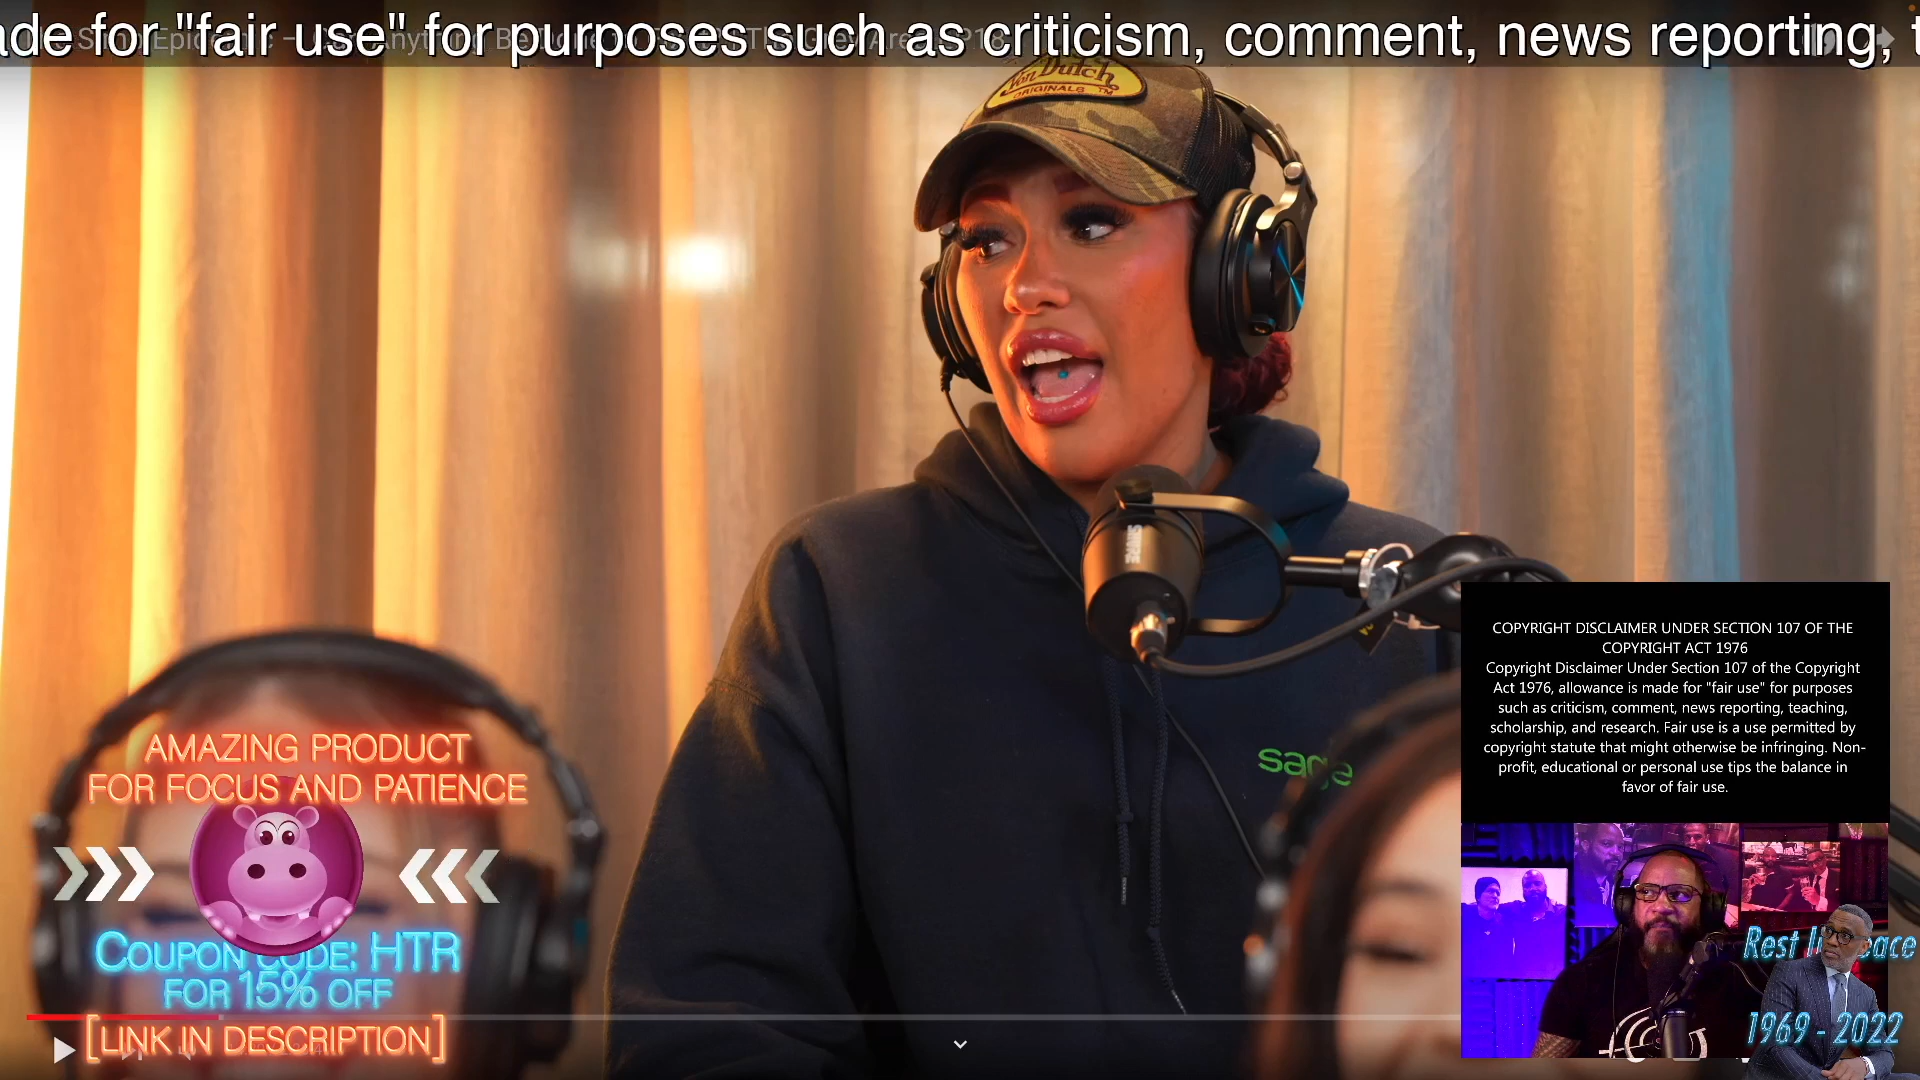 ade for "fair use" for purposes such as criticism, comment, news reporting, t
Von Dutch
ORIGINALS TM
SHURE
sage
AMAZING PRODUCT
FOR FOCUS AND PATIENCE
COUPON CODE: HTR
FOR 15% OFF
[LINK IN DESCRIPTION]
COPYRIGHT DISCLAIMER UNDER SECTION 107 OF THE
COPYRIGHT ACT 1976
Copyright Disclaimer Under Section 107 of the Copyright
Act 1976, allowance is made for "fair use" for purposes
such as criticism, comment, news reporting, teaching,
scholarship, and research. Fair use is a use permitted by
copyright statute that might otherwise be infringing. Non-
profit, educational or personal use tips the balance in
favor of fair use.
Rest In Peace
1969 - 2022